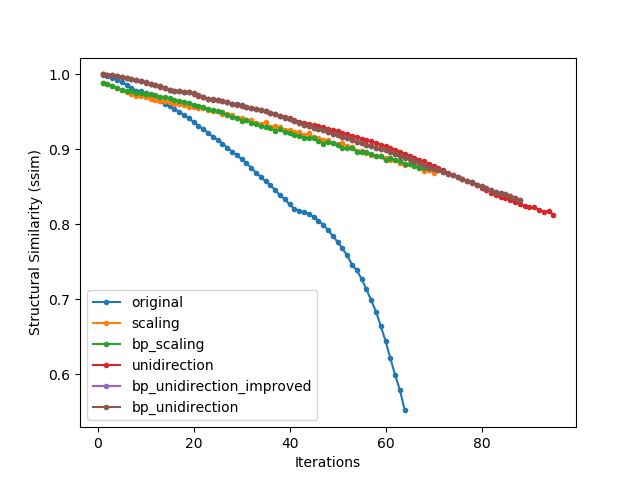 1.0
0.9
0.8
0.7
0.6
Structural Similarity (ssim)
original
scaling
bp_scaling
unidirection
bp_unidirection_improved
bp_unidirection
0 20 40 60 80
Iterations